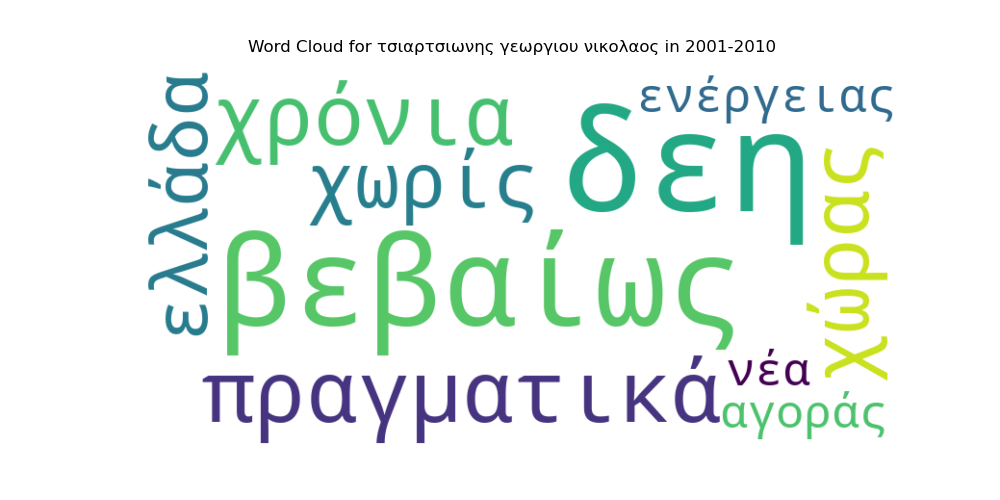 Word Cloud for τσιαρτσιωνης γεωργιου νικολαος in 2001-2010
ελλάδα
χρόνια
ενέργειας
δεη
χωρίς
χώρας
βεβαίως
πραγματικά
νέα
αγοράς